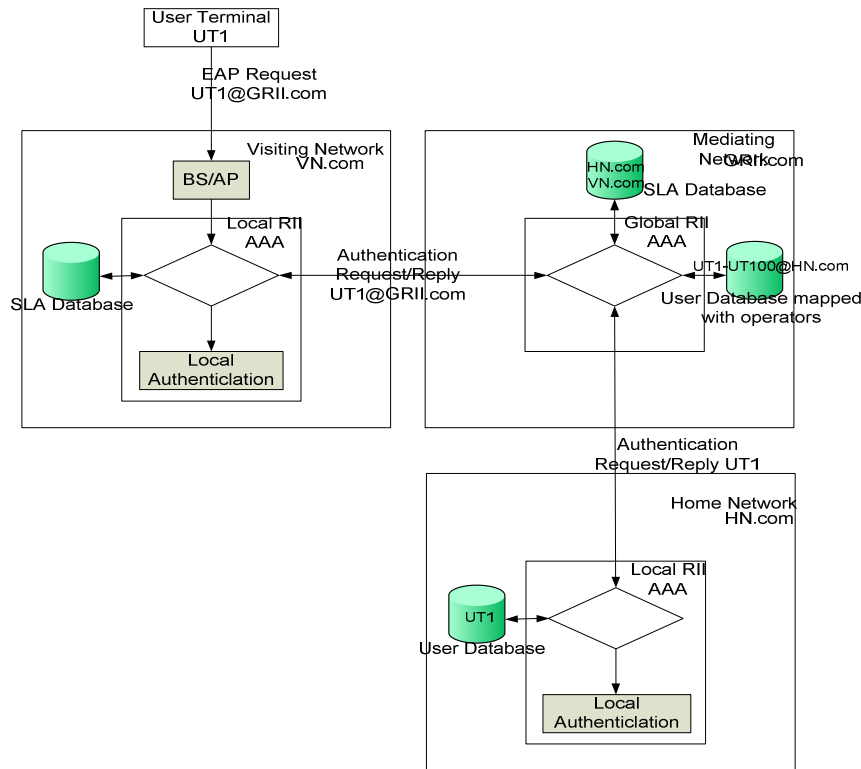 User Terminal
UT1
EAP Request
UT1@GRII.com
Visiting Network
VN.com
BS/AP
Local RII
AAA
SLA Database
Local
Authenticlation
Authentication
Request/Reply
UT1@GRII.com
Mediating
Network
GRII.com
HN.com
VN.com
SLA Database
Global RII
AAA
UT1-UT100@HN.com
User Database mapped
with operators
Authentication
Request/Reply UT1
Home Network
HN.com
Local RII
AAA
UT1
User Database
Local
Authenticlation